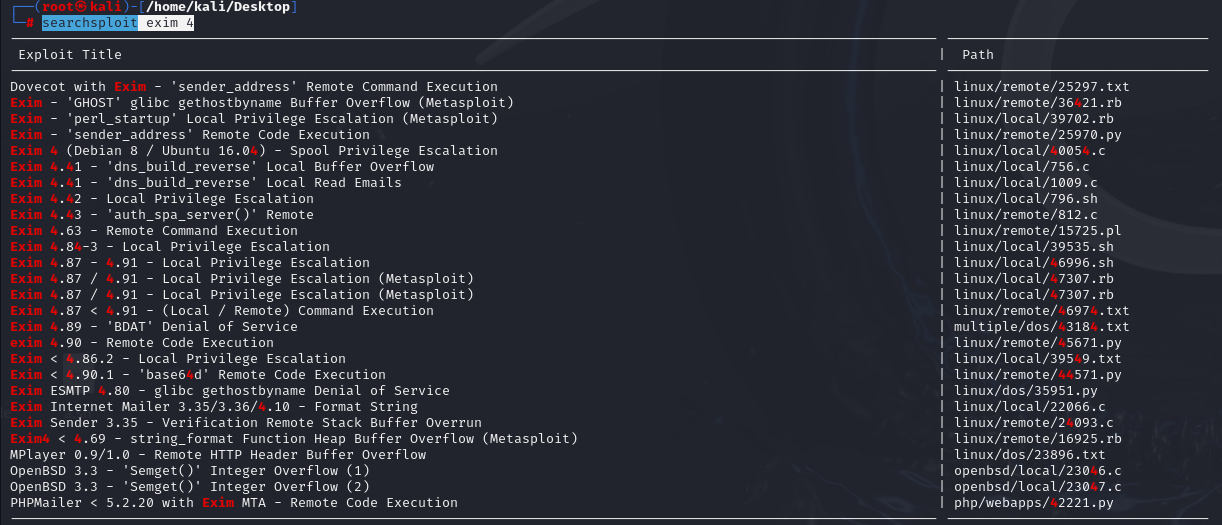 ┌──(root㉿kali)-[/home/kali/Desktop]
└─# searchsploit exim 4
Exploit Title | Path
Dovecot with Exim - 'sender_address' Remote Command Execution | linux/remote/25297.txt
Exim - 'GHOST' glibc gethostbyname Buffer Overflow (Metasploit) | linux/remote/36421.rb
Exim - 'perl_startup' Local Privilege Escalation (Metasploit) | linux/local/39702.rb
Exim - 'sender_address' Remote Code Execution | linux/remote/25970.py
Exim 4 (Debian 8 / Ubuntu 16.04) - Spool Privilege Escalation | linux/local/40054.c
Exim 4.41 - 'dns_build_reverse' Local Buffer Overflow | linux/local/756.c
Exim 4.41 - 'dns_build_reverse' Local Read Emails | linux/local/1009.c
Exim 4.42 - Local Privilege Escalation | linux/local/796.sh
Exim 4.43 - 'auth_spa_server()' Remote | linux/remote/812.c
Exim 4.63 - Remote Command Execution | linux/remote/15725.pl
Exim 4.84-3 - Local Privilege Escalation | linux/local/39535.sh
Exim 4.87 - 4.91 - Local Privilege Escalation | linux/local/46996.sh
Exim 4.87 / 4.91 - Local Privilege Escalation (Metasploit) | linux/local/47307.rb
Exim 4.87 / 4.91 - Local Privilege Escalation (Metasploit) | linux/local/47307.rb
Exim 4.87 < 4.91 - (Local / Remote) Command Execution | linux/remote/46974.txt
Exim 4.89 - 'BDAT' Denial of Service | multiple/dos/43184.txt
exim 4.90 - Remote Code Execution | linux/remote/45671.py
Exim < 4.86.2 - Local Privilege Escalation | linux/local/39549.txt
Exim < 4.90.1 - 'base64d' Remote Code Execution | linux/remote/44571.py
Exim ESMTP 4.80 - glibc gethostbyname Denial of Service | linux/dos/35951.py
Exim Internet Mailer 3.35/3.36/4.10 - Format String | linux/local/22066.c
Exim Sender 3.35 - Verification Remote Stack Buffer Overrun | linux/remote/24093.c
Exim4 < 4.69 - string_format Function Heap Buffer Overflow (Metasploit) | linux/remote/16925.rb
MPlayer 0.9/1.0 - Remote HTTP Header Buffer Overflow | linux/dos/23896.txt
OpenBSD 3.3 - 'Semget()' Integer Overflow (1) | openbsd/local/23046.c
OpenBSD 3.3 - 'Semget()' Integer Overflow (2) | openbsd/local/23047.c
PHPMailer < 5.2.20 with Exim MTA - Remote Code Execution | php/webapps/42221.py